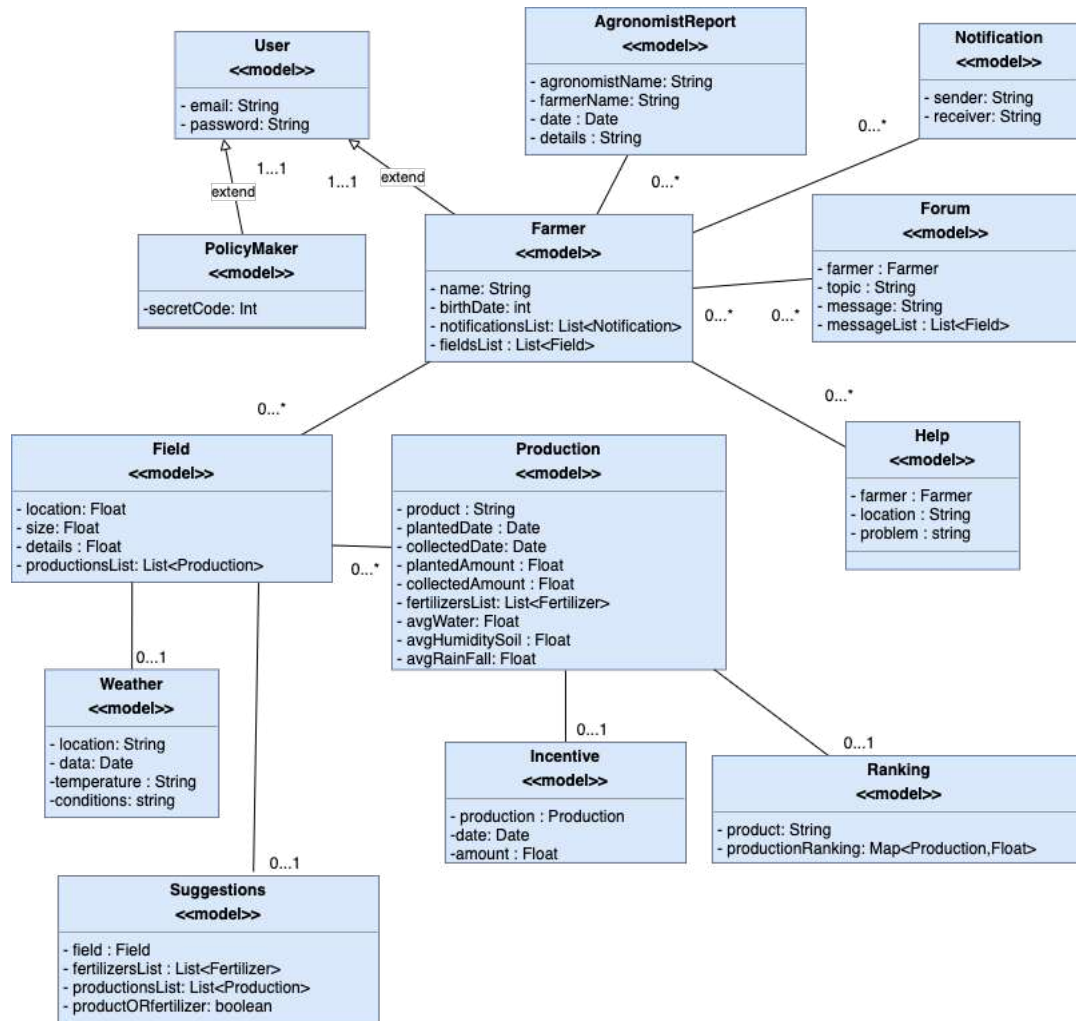 User
<<model>>
- email: String
- password: String
AgronomistReport
<<model>>
- agronomistName: String
- farmerName: String
- date : Date
- details : String
Notification
<<model>>
- sender: String
- receiver: String
0...*
1...1
1...1
extend
extend
0...*
PolicyMaker
<<model>>
-secretCode: Int
Farmer
<<model>>
- name: String
- birthDate: int
- notificationsList: List<Notification>
- fieldsList : List<Field>
Forum
<<model>>
- farmer : Farmer
- topic : String
- message: String
- messageList : List<Field>
0...*
0...*
0...*
0...*
Field
<<model>>
- location: Float
- size: Float
- details : Float
- productionsList: List<Production>
Production
<<model>>
- product : String
- plantedDate : Date
- collectedDate: Date
- plantedAmount : Float
- collectedAmount : Float
- fertilizersList: List<Fertilizer>
- avgWater: Float
- avgHumiditySoil : Float
- avgRainFall: Float
Help
<<model>>
- farmer : Farmer
- location : String
- problem : string
0...*
0...1
Weather
<<model>>
- location: String
- data: Date
-temperature : String
-conditions: string
0...1
0...1
Incentive
<<model>>
- production : Production
-date: Date
-amount : Float
Ranking
<<model>>
- product: String
- productionRanking: Map<Production,Float>
0...1
Suggestions
<<model>>
- field : Field
- fertilizersList : List<Fertilizer>
- productionsList: List<Production>
- productORfertilizer: boolean